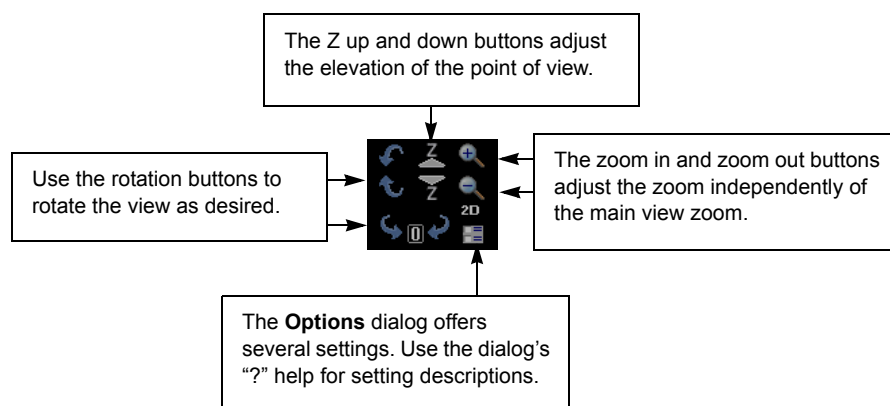 The Z up and down buttons adjust
the elevation of the point of view.
Z
Use the rotation buttons to
rotate the view as desired.
The zoom in and zoom out buttons
adjust the zoom independently of
the main view zoom.
Z
2D
0
The Options dialog offers
several settings. Use the dialog’s
“?” help for setting descriptions.